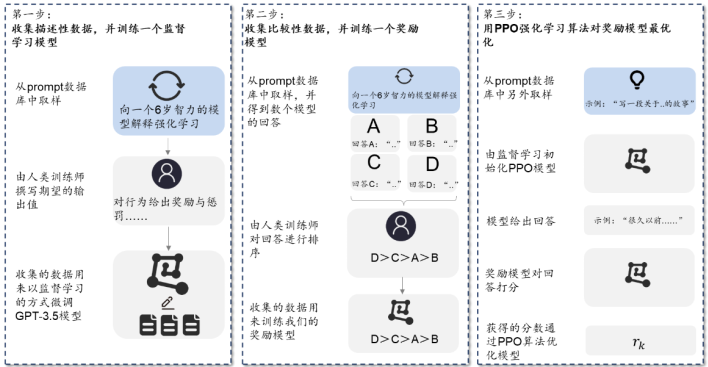 第一步:
收集描述性数据，并训练一个监督
学习模型
从prompt数据
库中取样
向一个6岁智力的模
型解释强化学习
由人类训练师
撰写期望的输
出值
对行为给出奖励与惩
罚……
收集的数据用
来以监督学习
的方式微调
GPT-3.5模型
第二步:
收集比较性数据，并训练一个奖励
模型
从prompt数据
库中取样，并
得到数个模型
的回答
向一个6岁智力的模型解释强
化学习
A
回答A: “..”
B
回答B: “..”
C
回答C: “..”
D
回答D: “..”
由人类训练师
对回答进行排
序
D＞C＞A＞B
收集的数据用
来训练我们的
奖励模型
D＞C＞A＞B
第三步:
用PPO强化学习算法对奖励模型最优
化
从prompt数据
库中另外取样
示例: “写一段关于..的故事”
由监督学习初
始化PPO模型
模型给出回答
示例: “很久以前……”
奖励模型对回
答打分
获得的分数通
过PPO算法优
化模型
rk